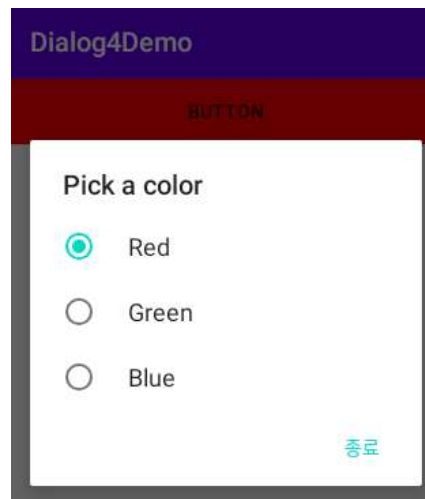 Dialog4Demo
BUTTON
Pick a color
Red
Green
Blue
종료